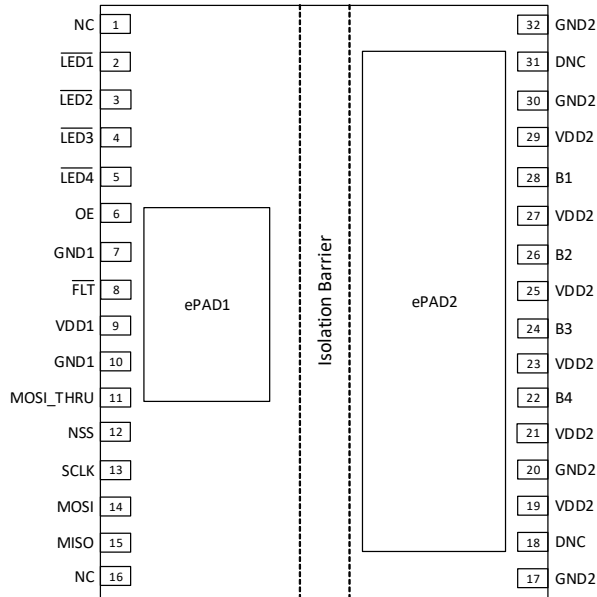 NC 1 32 GND2
LED1 2 31 DNC
LED2 3 30 GND2
LED3 4 29 VDD2
LED4 5 28 B1
OE 6 27 VDD2
GND1 7 26 B2
FLT 8 25 VDD2
ePAD1 Isolation Barrier ePAD2
VDD1 9 24 B3
GND1 10 23 VDD2
MOSI_THRU 11 22 B4
NSS 12 21 VDD2
SCLK 13 20 GND2
MOSI 14 19 VDD2
MISO 15 18 DNC
NC 16 17 GND2